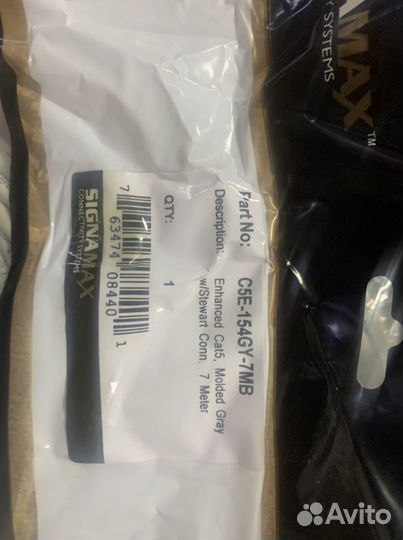 AMAX™
Y SYSTEMS
Part No: C5E-154GY-7MB
Description: Enhanced Cat5, Molded Gray
w/Stewart Conn, 7 Meter
QTY: 1
7 63474 08440 1
SIGNAMAX
CONNECTIVITY SYSTEMS
Avito